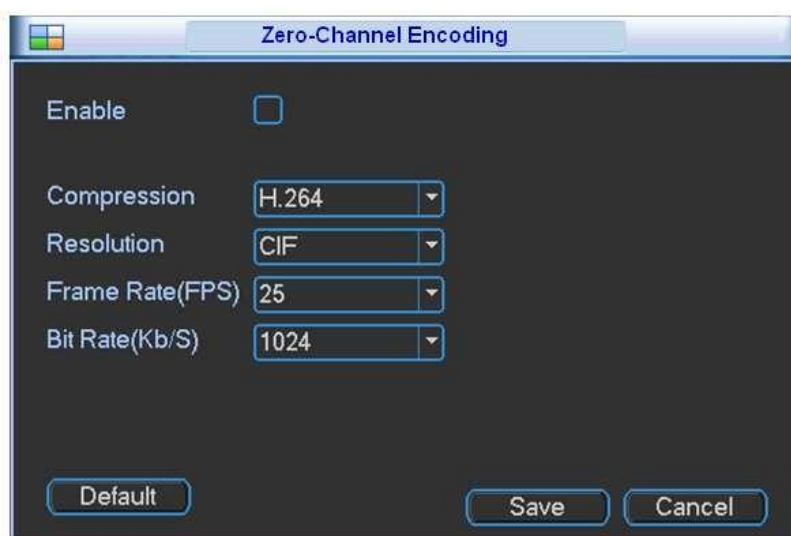 Zero-Channel Encoding
Enable
Compression H.264
Resolution CIF
Frame Rate(FPS) 25
Bit Rate(Kb/S) 1024
Default Save Cancel